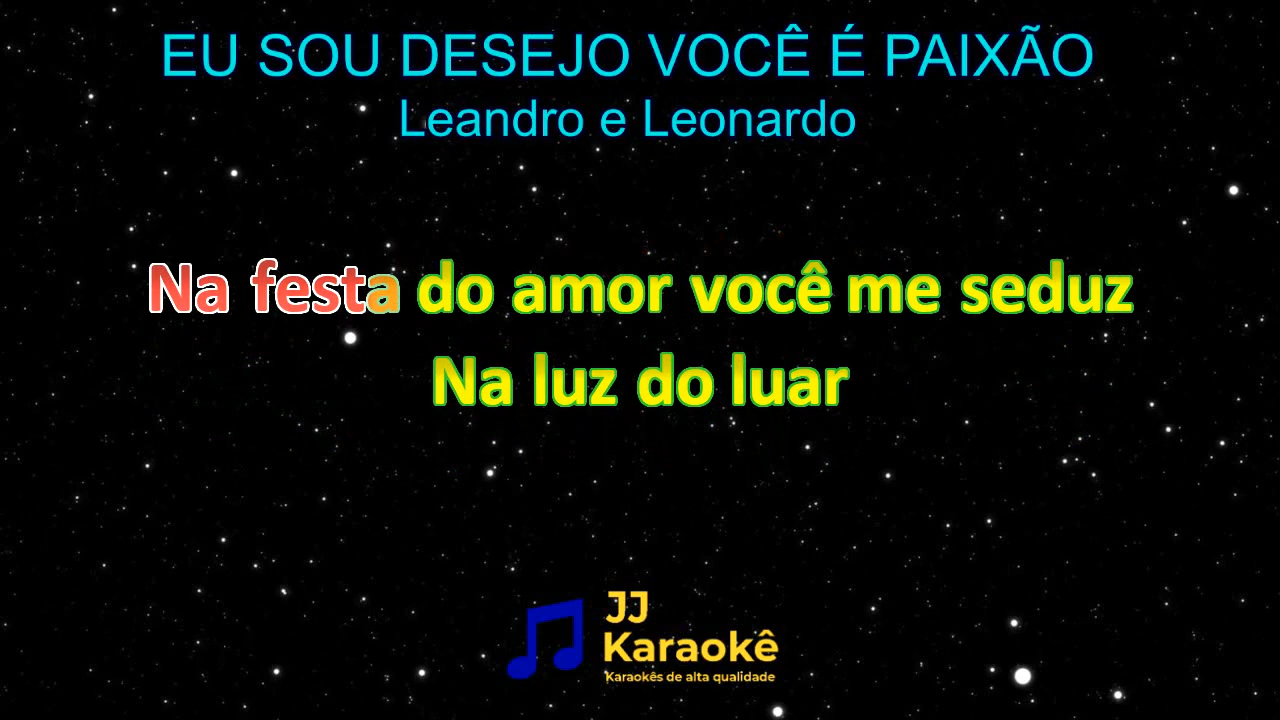 EU SOU DESEJO VOCÊ É PAIXÃO
Leandro e Leonardo
Na festa do amor você me seduz
Na luz do luar
JJ
Karaokê
Karaokês de alta qualidade